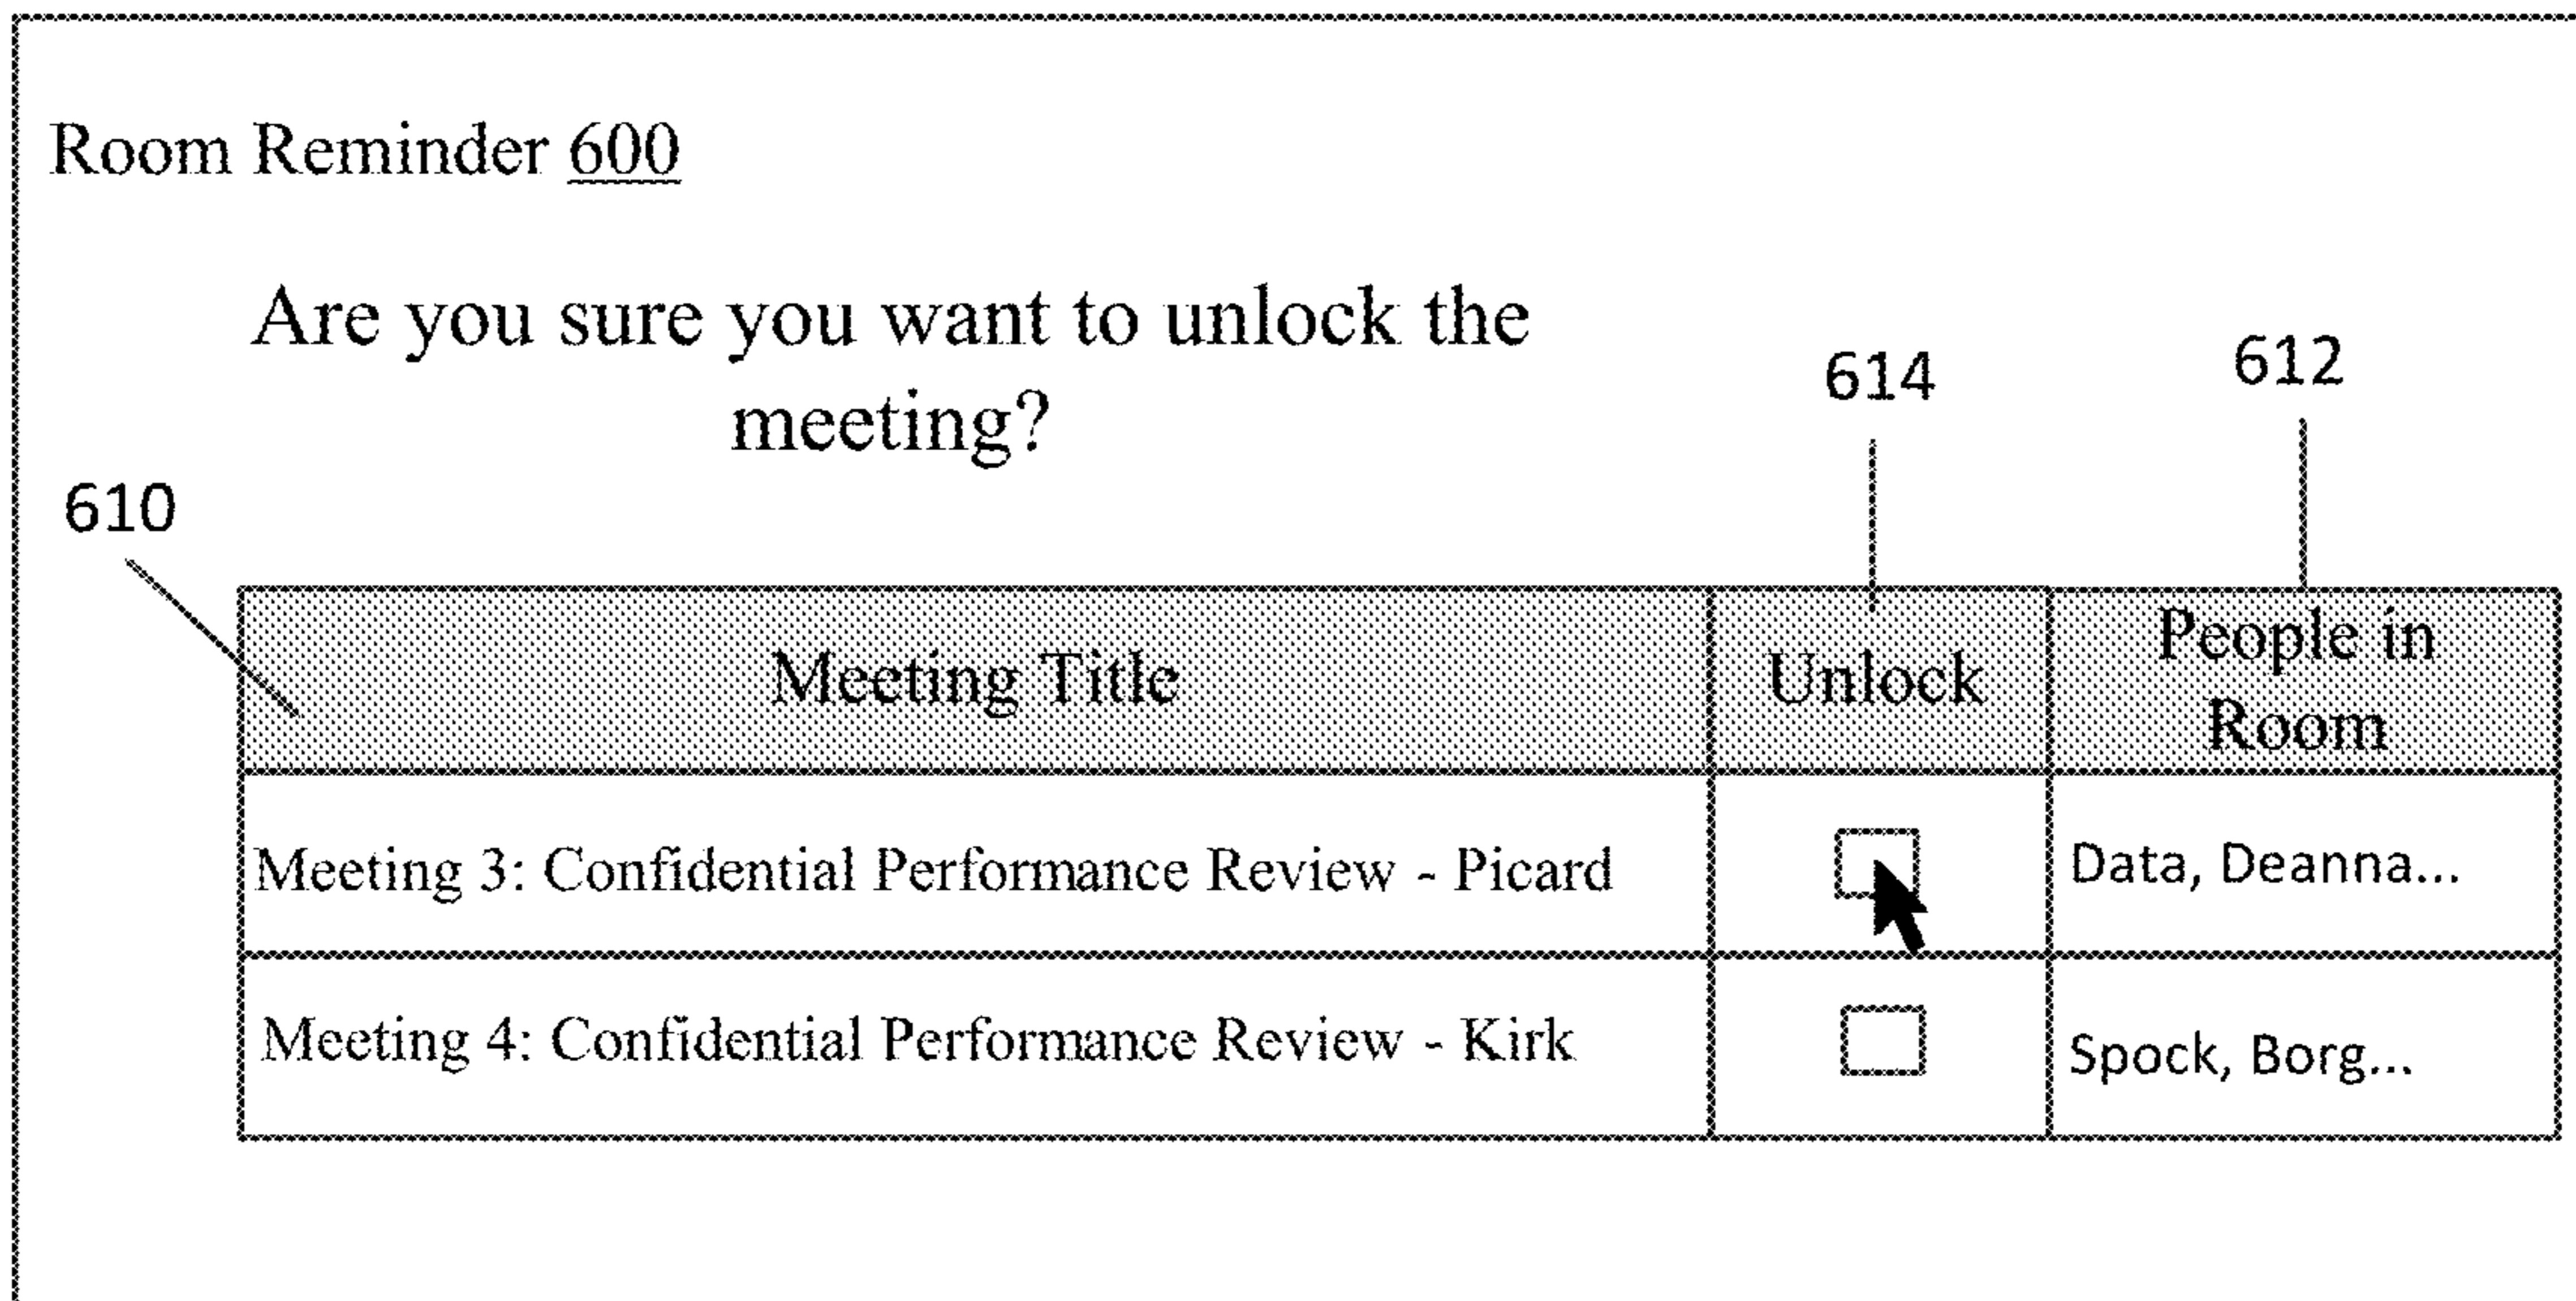 Room Reminder 600
Are you sure you want to unlock the
meeting?
614
612
610
Meeting Title
Unlock
People in
Room
Meeting 3: Confidential Performance Review - Picard
Data, Deanna...
Meeting 4: Confidential Performance Review - Kirk
Spock, Borg...